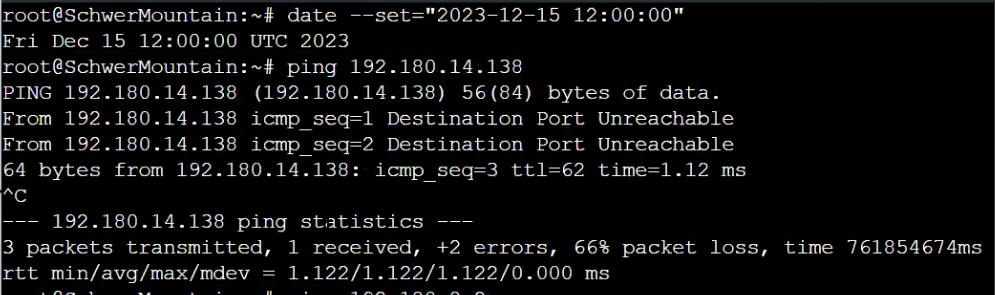 root@SchwerMountain:~# date --set="2023-12-15 12:00:00"
Fri Dec 15 12:00:00 UTC 2023
root@SchwerMountain:~# ping 192.180.14.138
PING 192.180.14.138 (192.180.14.138) 56(84) bytes of data.
From 192.180.14.138 icmp_seq=1 Destination Port Unreachable
From 192.180.14.138 icmp_seq=2 Destination Port Unreachable
64 bytes from 192.180.14.138: icmp_seq=3 ttl=62 time=1.12 ms
^C
--- 192.180.14.138 ping statistics ---
3 packets transmitted, 1 received, +2 errors, 66% packet loss, time 761854674ms
rtt min/avg/max/mdev = 1.122/1.122/1.122/0.000 ms